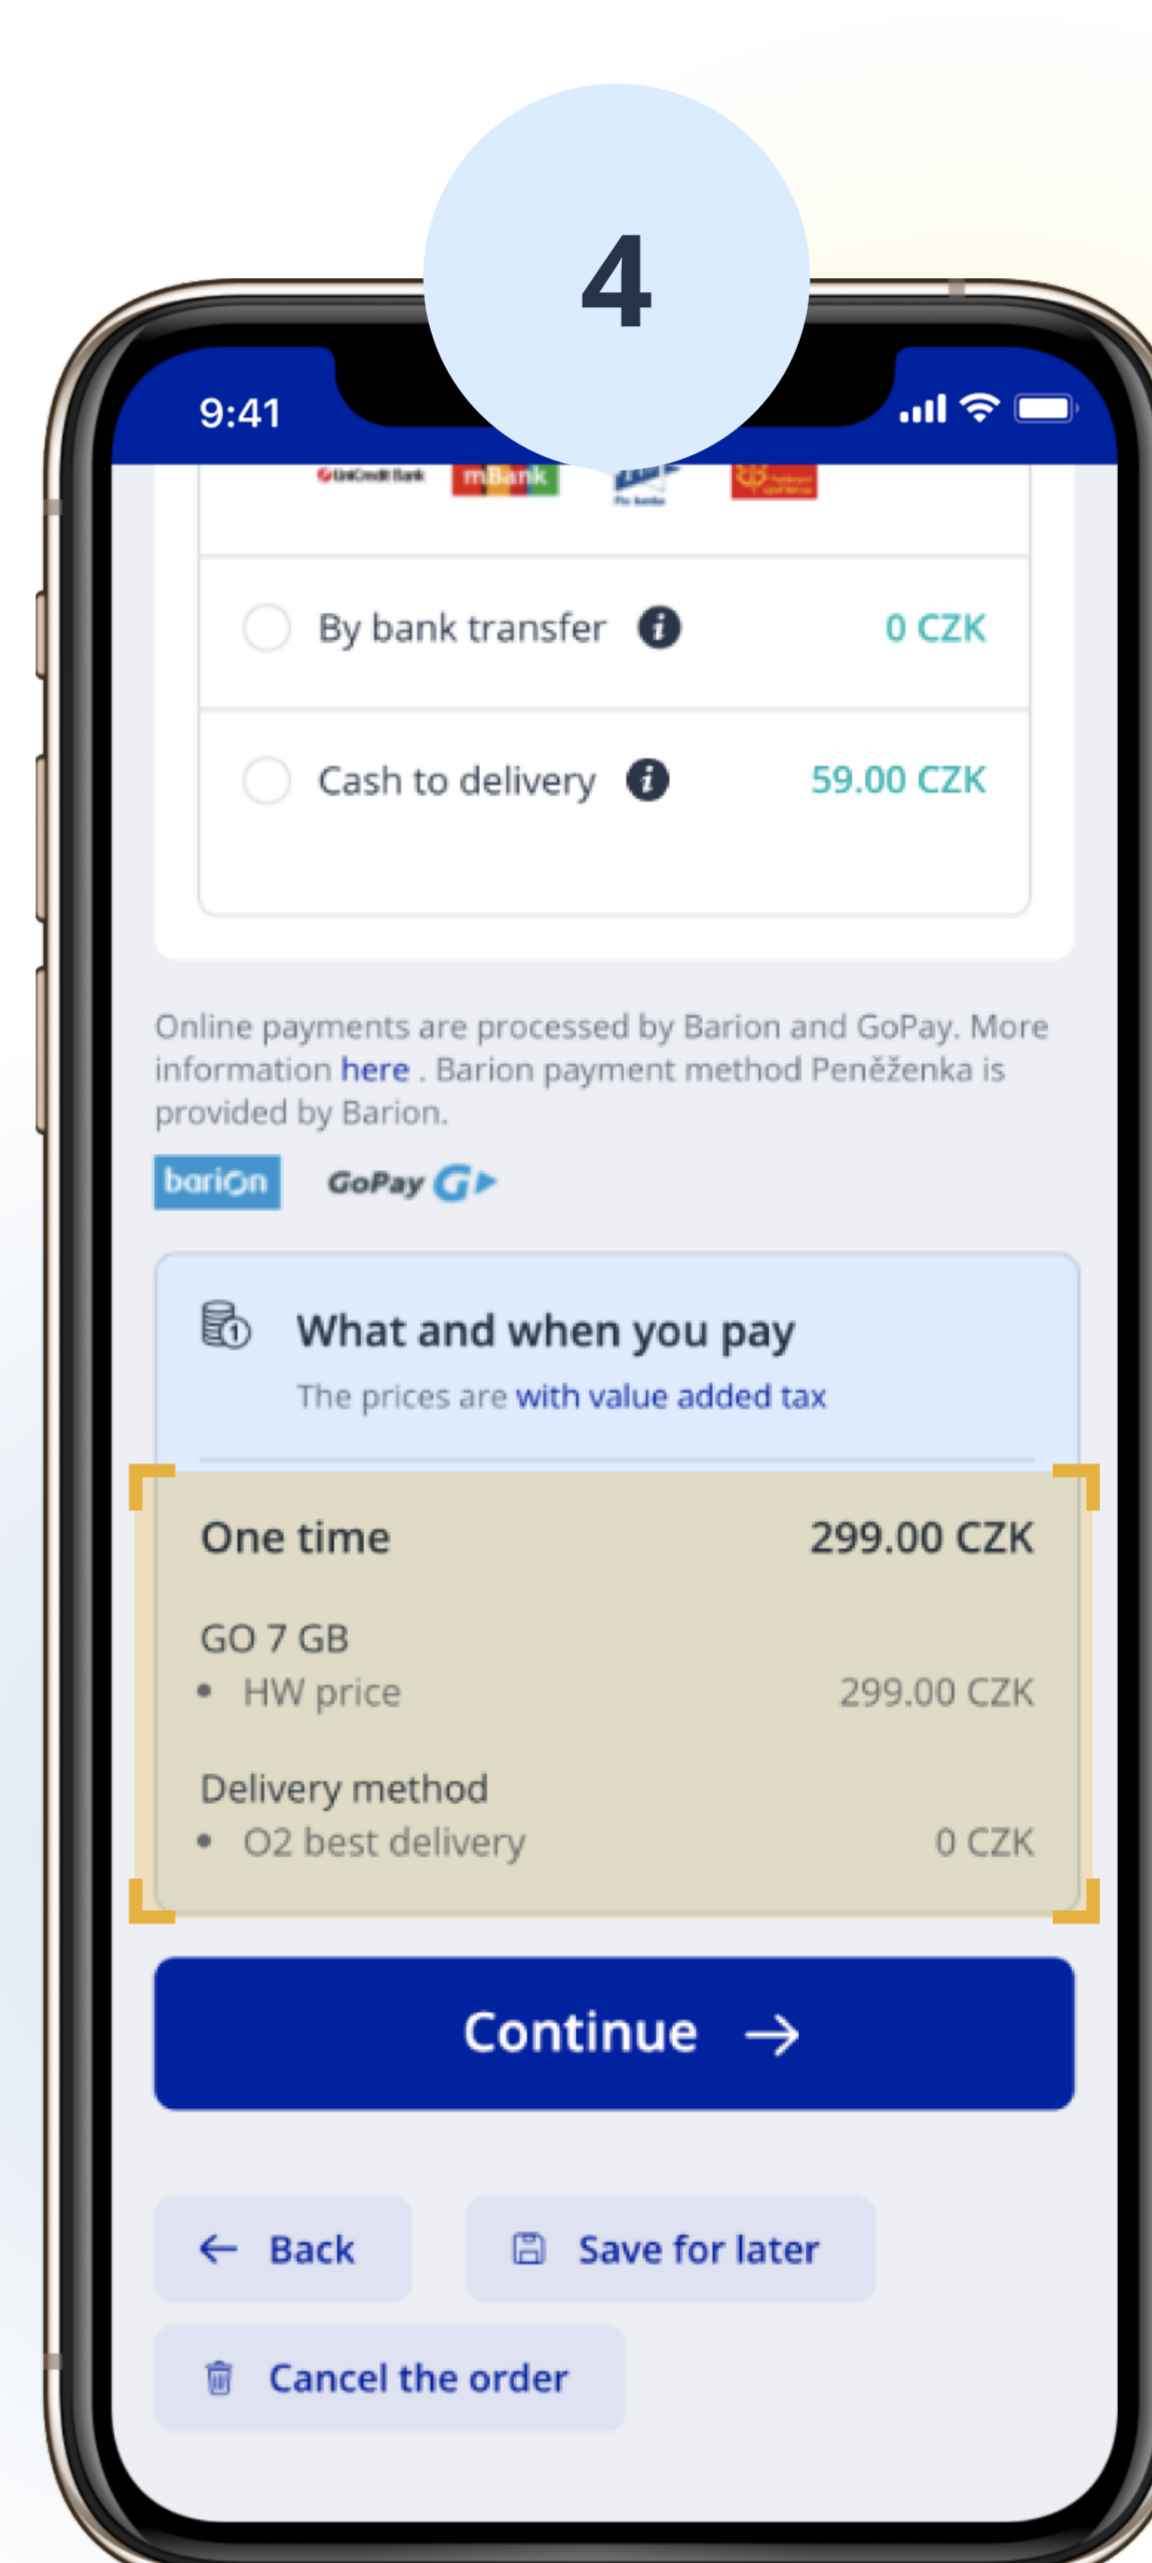 4
9:41
UniCredit Bank mBank
By bank transfer i 0 CZK
Cash to delivery i 59.00 CZK
Online payments are processed by Barion and GoPay. More
information here . Barion payment method Peněženka is
provided by Barion.
barion GoPay G
1 What and when you pay
The prices are with value added tax
One time 299.00 CZK
GO 7 GB
• HW price 299.00 CZK
Delivery method
• O2 best delivery 0 CZK
Continue →
← Back Save for later
Cancel the order